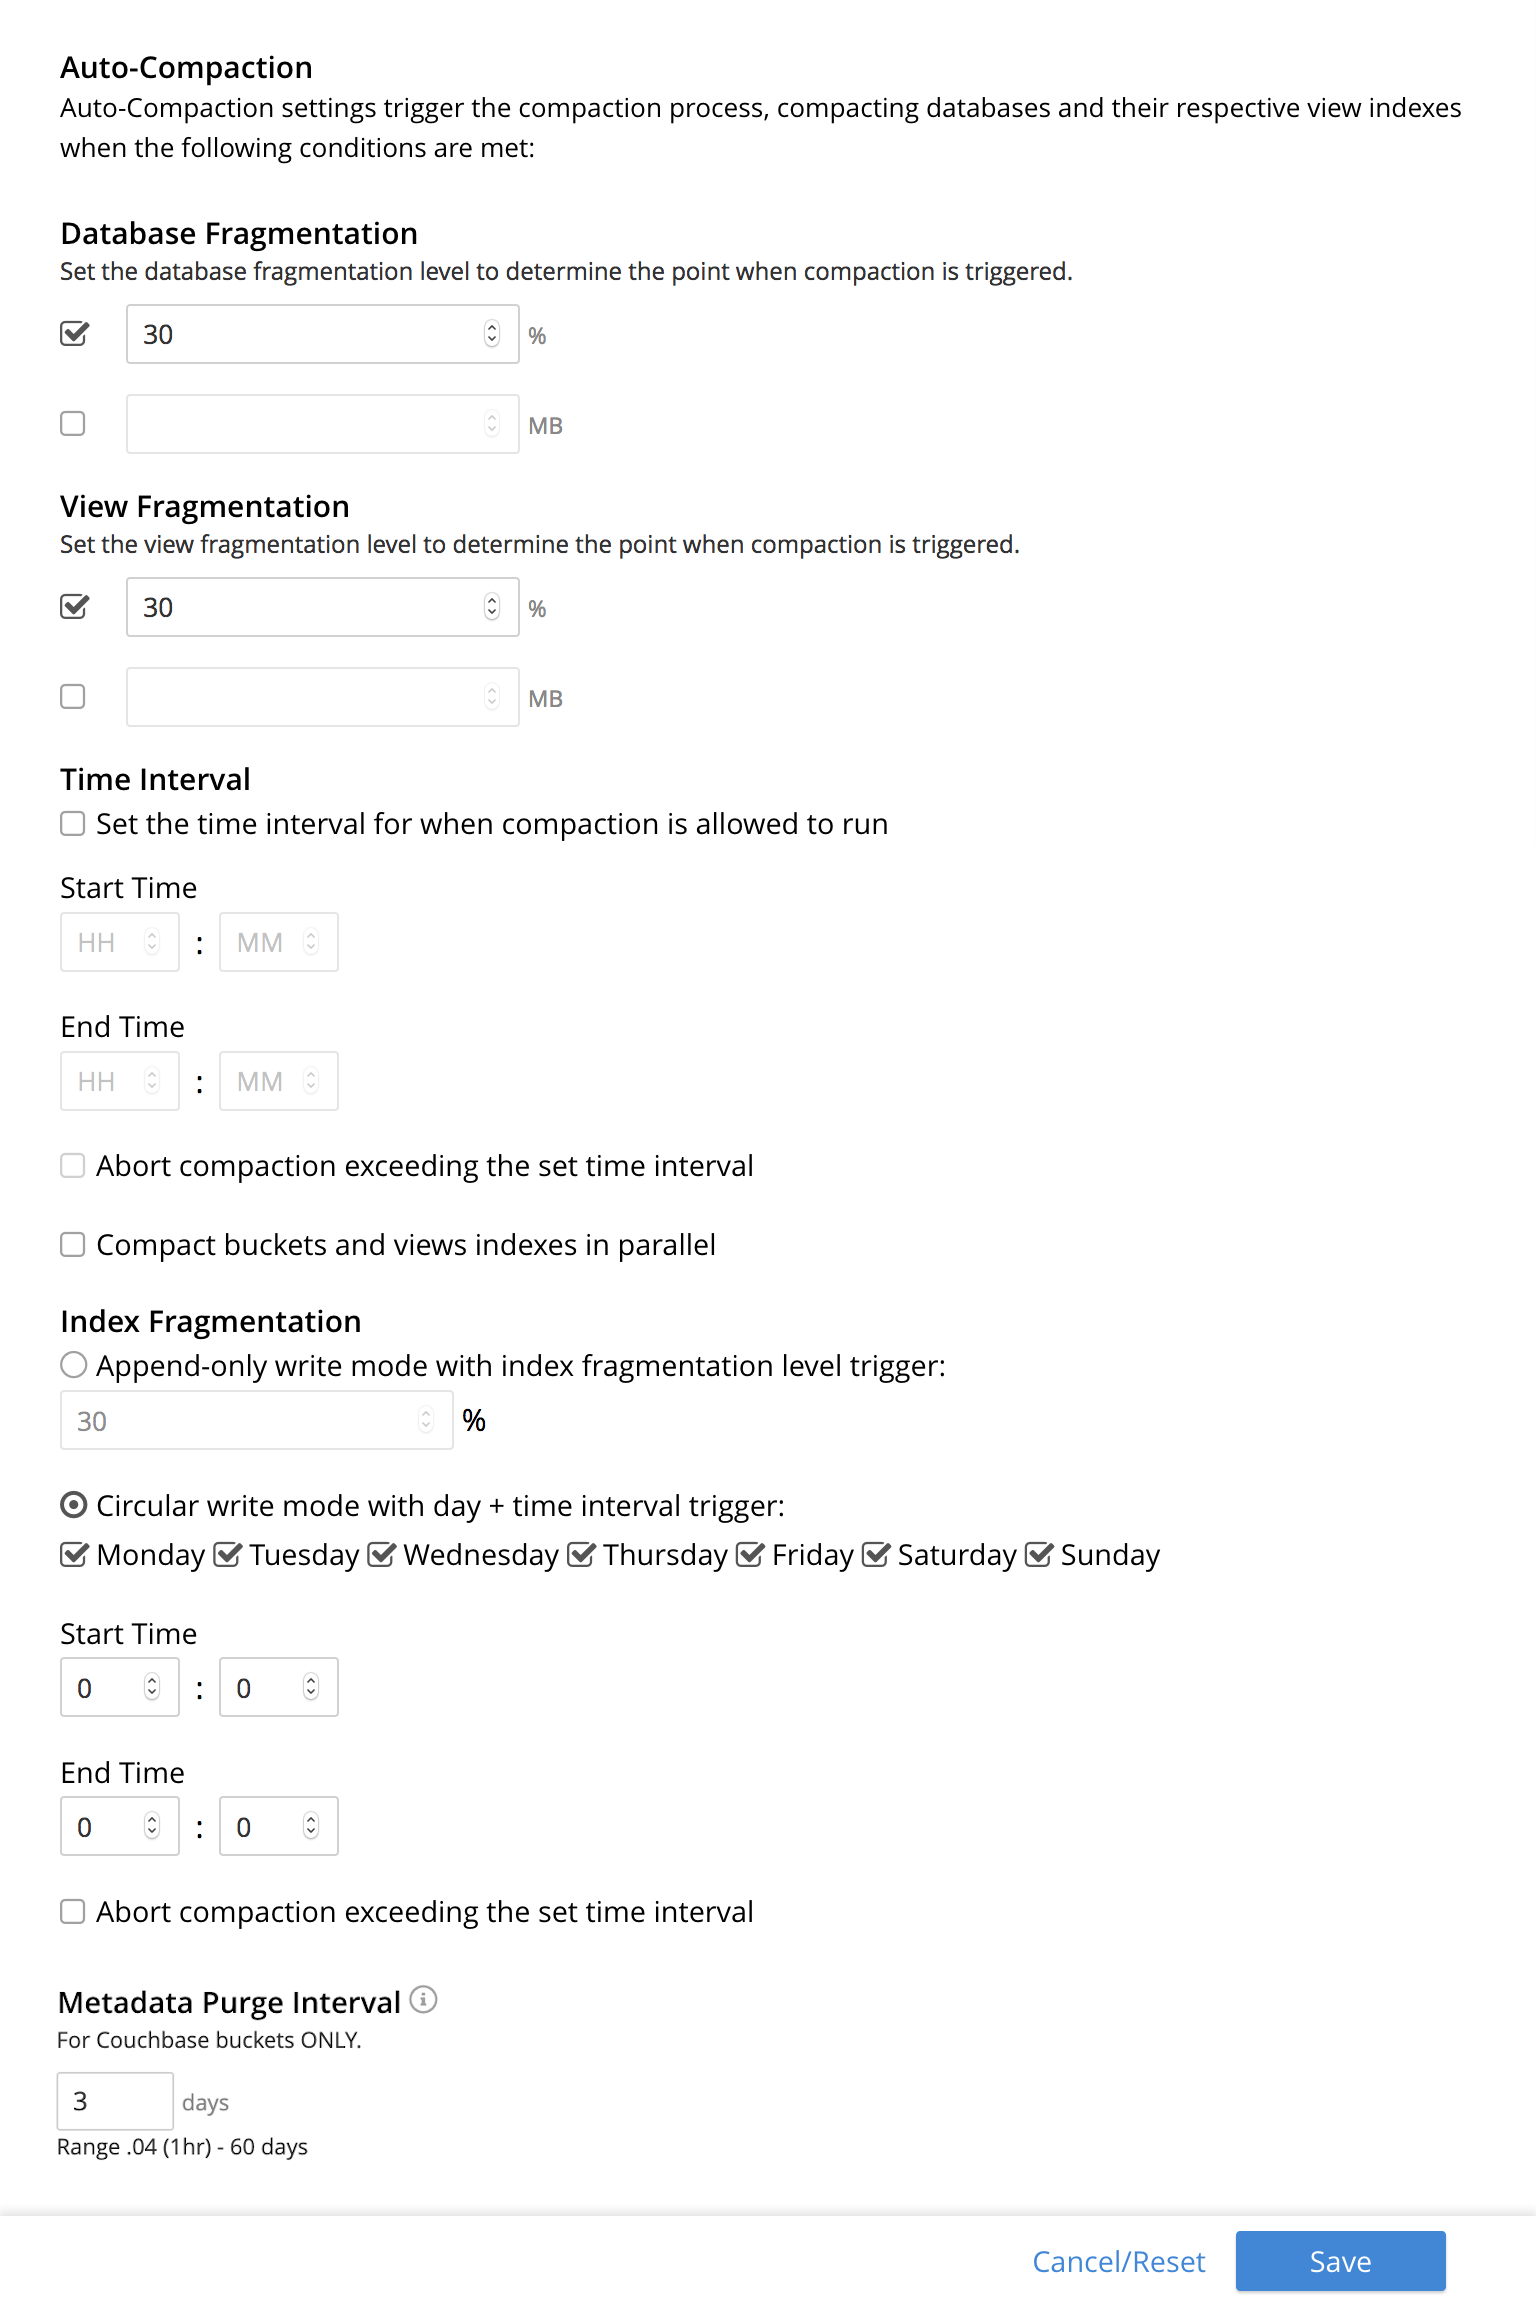 Auto-Compaction
Auto-Compaction settings trigger the compaction process, compacting databases and their respective view indexes
when the following conditions are met:
Database Fragmentation
Set the database fragmentation level to determine the point when compaction is triggered.
30 %
MB
View Fragmentation
Set the view fragmentation level to determine the point when compaction is triggered.
30 %
MB
Time Interval
Set the time interval for when compaction is allowed to run
Start Time
HH : MM
End Time
HH : MM
Abort compaction exceeding the set time interval
Compact buckets and views indexes in parallel
Index Fragmentation
Append-only write mode with index fragmentation level trigger:
30 %
Circular write mode with day + time interval trigger:
Monday Tuesday Wednesday Thursday Friday Saturday Sunday
Start Time
0 : 0
End Time
0 : 0
Abort compaction exceeding the set time interval
Metadata Purge Interval i
For Couchbase buckets ONLY.
3 days
Range .04 (1hr) - 60 days
Cancel/Reset Save